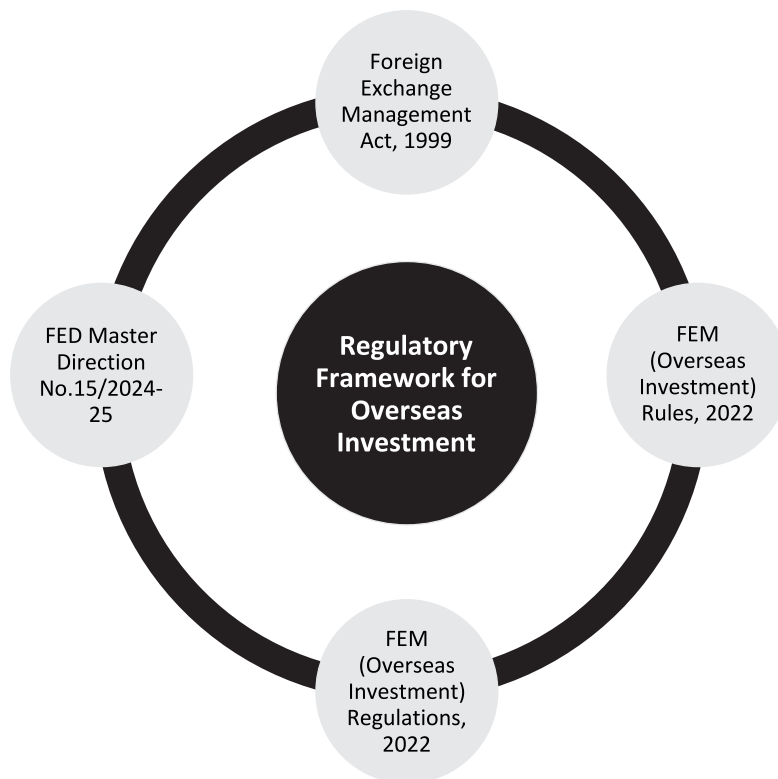 Foreign
Exchange
Management
Act, 1999
FED Master
Direction
No.15/2024-
25
Regulatory
Framework for
Overseas
Investment
FEM
(Overseas
Investment)
Rules, 2022
FEM
(Overseas
Investment)
Regulations,
2022